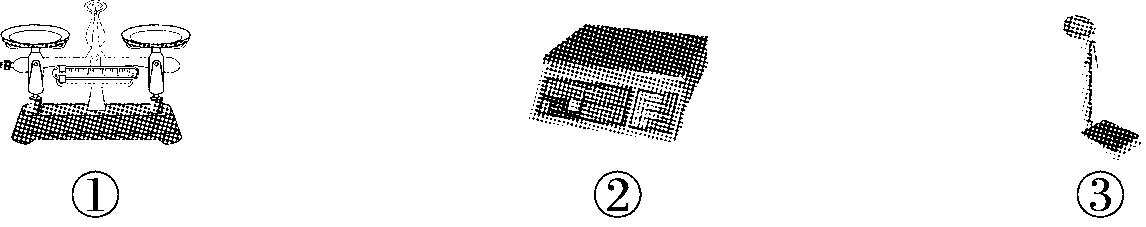 ① ② ③